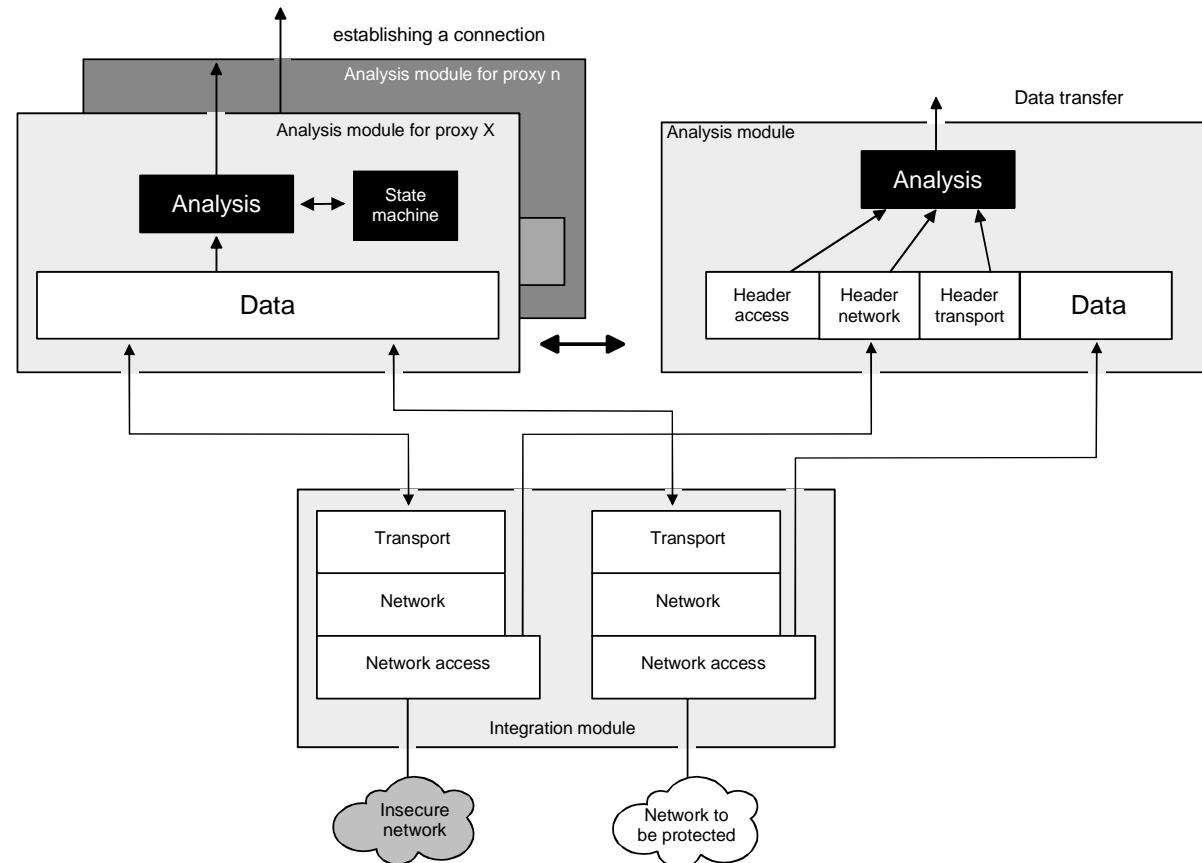 establishing a connection
Analysis module for proxy n
Analysis module for proxy X
Analysis
State
machine
Data
Data transfer
Analysis module
Analysis
Header
access
Header
network
Header
transport
Data
Transport
Network
Network access
Transport
Network
Network access
Integration module
Insecure
network
Network to
be protected